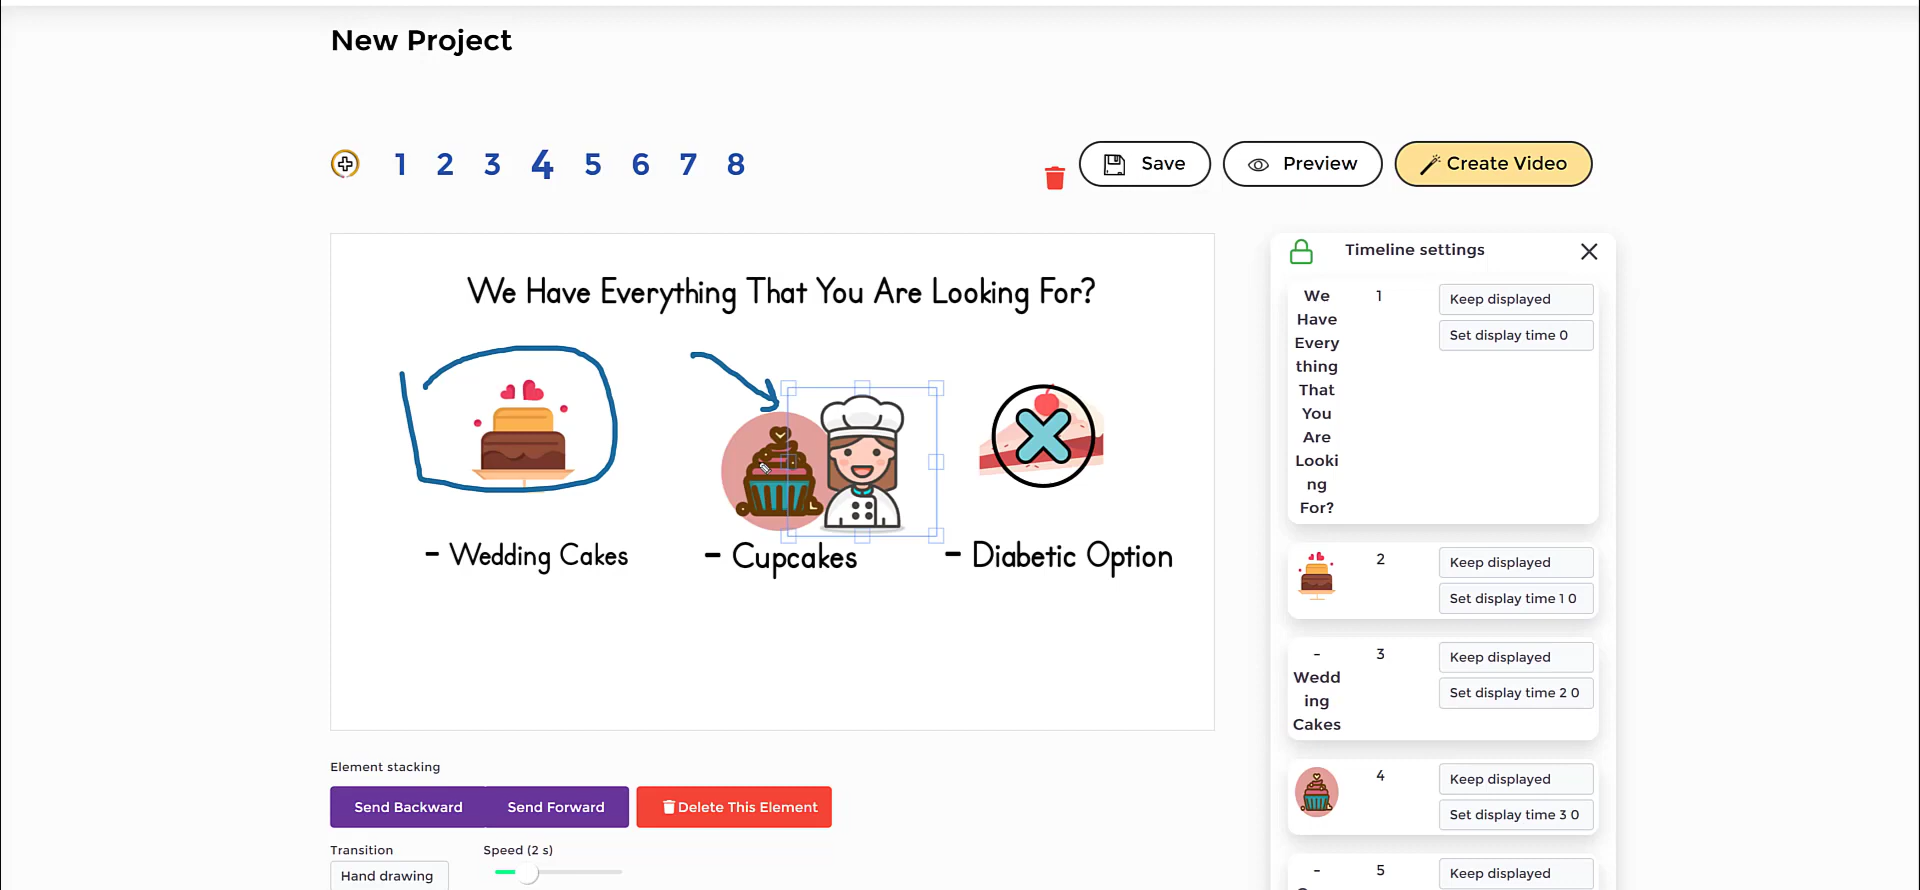 New Project
1 2 3 4 5 6 7 8
Save
Preview
Create Video
We Have Everything That You Are Looking For?
- Wedding Cakes
- Cupcakes
- Diabetic Option
Element stacking
Send Backward
Send Forward
Delete This Element
Transition
Speed (2 s)
Hand drawing
Timeline settings
We
Have
Every
thing
That
You
Are
Looki
ng
For?
1
Keep displayed
Set display time 0
2
Keep displayed
Set display time 1 0
-
Wedd
ing
Cakes
3
Keep displayed
Set display time 2 0
4
Keep displayed
Set display time 3 0
-
5
Keep displayed